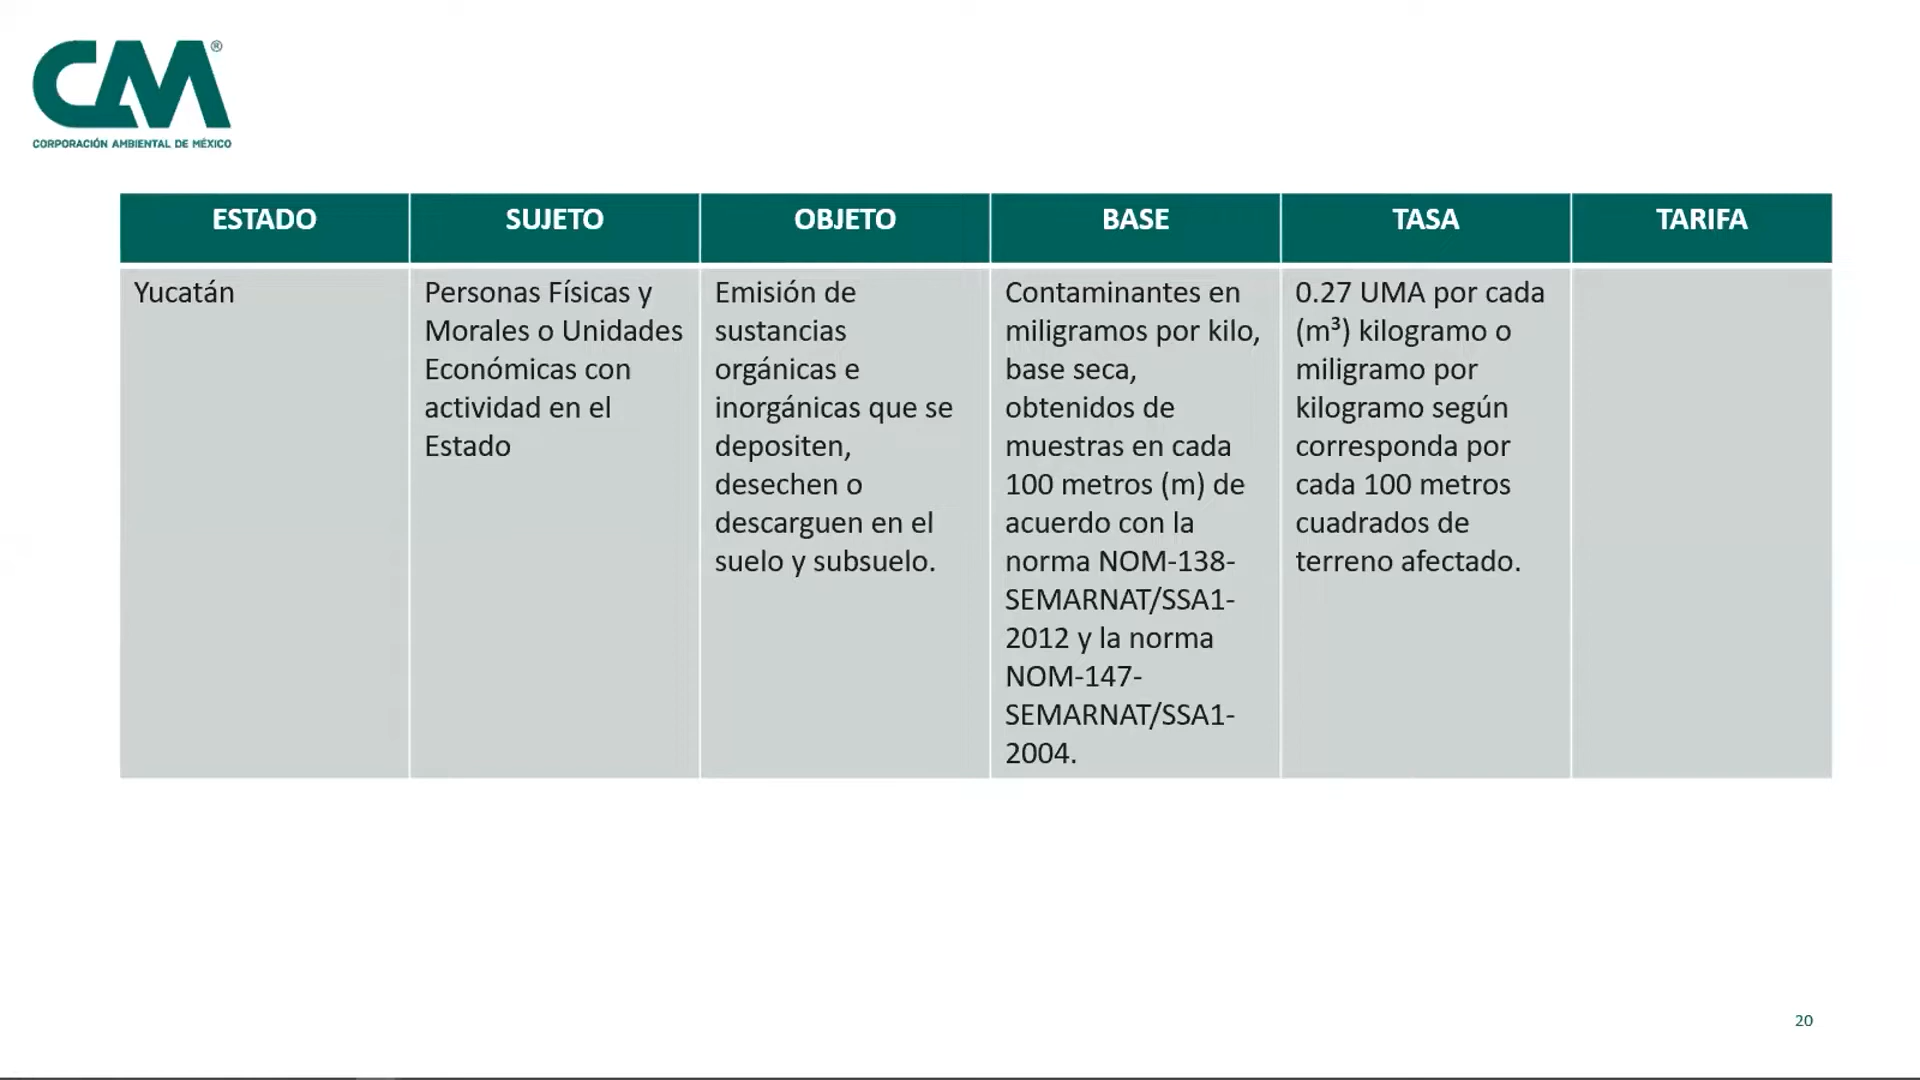 CAM®
CORPORACIÓN AMBIENTAL DE MÉXICO
ESTADO
SUJETO
OBJETO
BASE
TASA
TARIFA
Yucatán
Personas Físicas y
Morales o Unidades
Económicas con
actividad en el
Estado
Emisión de
sustancias
orgánicas e
inorgánicas que se
depositen,
desechen o
descarguen en el
suelo y subsuelo.
Contaminantes en
miligramos por kilo,
base seca,
obtenidos de
muestras en cada
100 metros (m) de
acuerdo con la
norma NOM-138-
SEMARNAT/SSA1-
2012 y la norma
NOM-147-
SEMARNAT/SSA1-
2004.
0.27 UMA por cada
(m³) kilogramo o
miligramo por
kilogramo según
corresponda por
cada 100 metros
cuadrados de
terreno afectado.
20